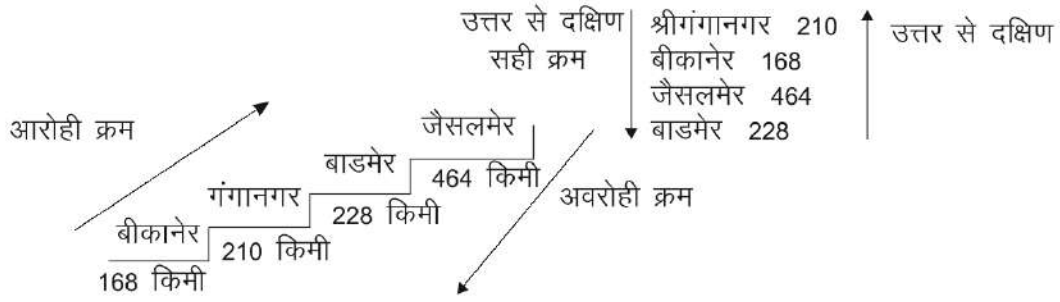 उत्तर से दक्षिण
सही क्रम
श्रीगंगानगर 210
बीकानेर 168
जैसलमेर 464
बाडमेर 228
उत्तर से दक्षिण
आरोही क्रम
जैसलमेर
464 किमी
बाडमेर
228 किमी
गंगानगर
210 किमी
बीकानेर
168 किमी
अवरोही क्रम